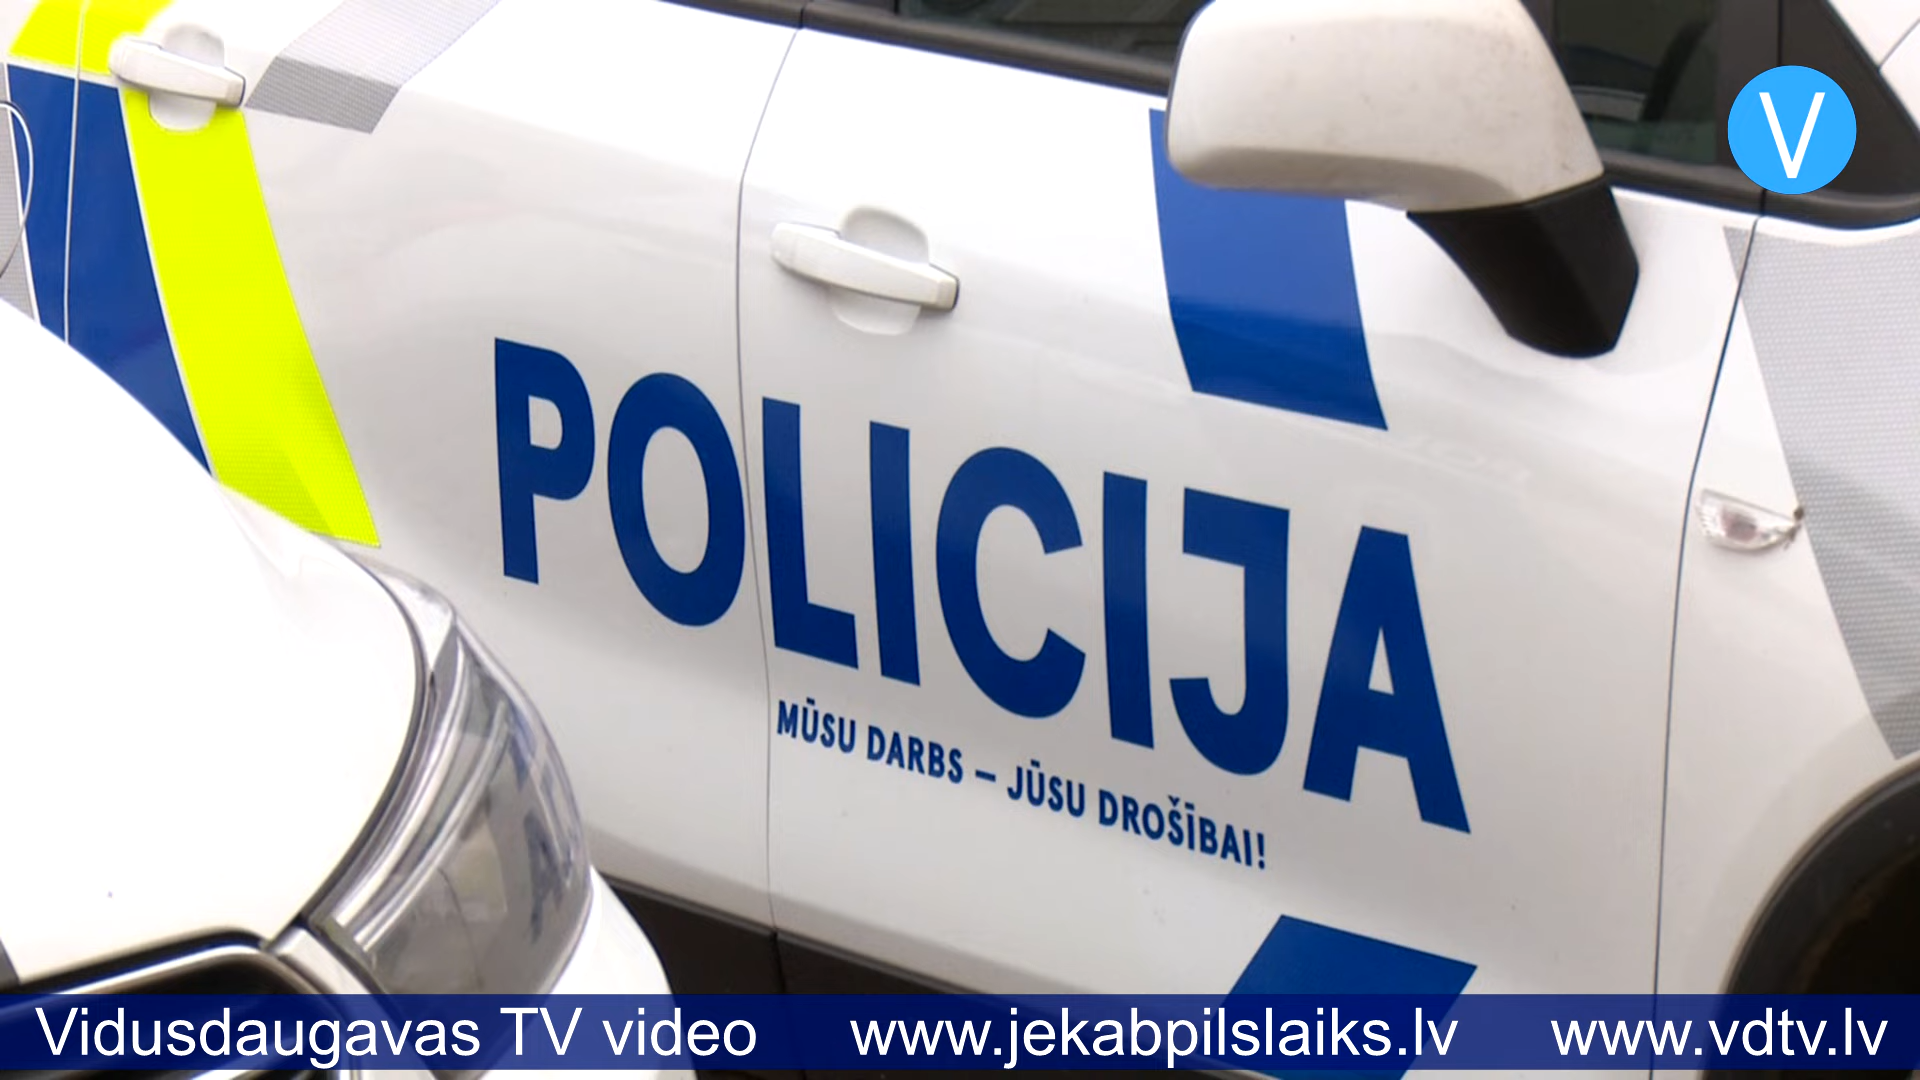 V
POLICIJA
MŪSU DARBS – JŪSU DROŠĪBAI!
Vidusdaugavas TV video www.jekabpilslaiks.lv www.vdtv.lv